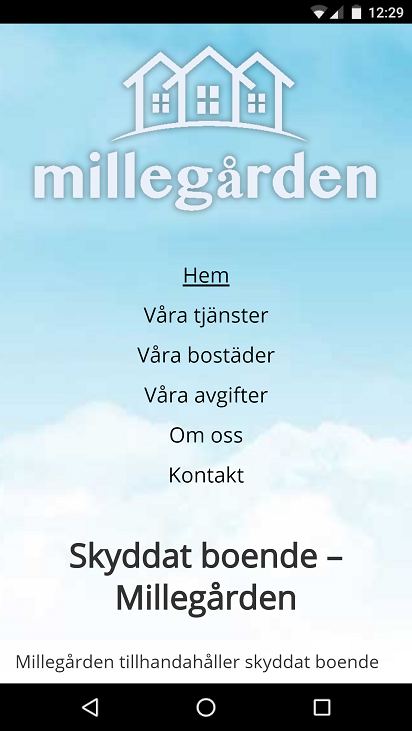 12:29
millegården
Hem
Våra tjänster
Våra bostäder
Våra avgifter
Om oss
Kontakt
Skyddat boende –
Millegården
Millegården tillhandahåller skyddat boende